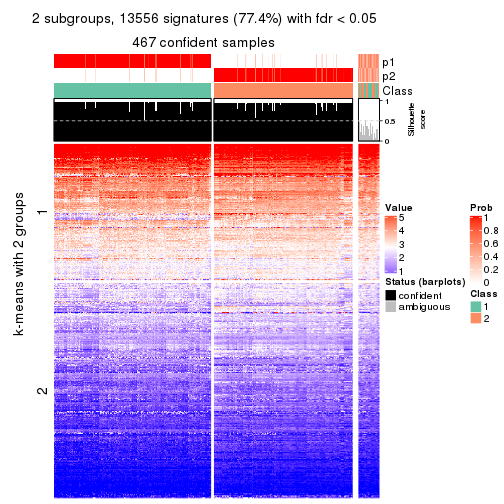 2 subgroups, 13556 signatures (77.4%) with fdr < 0.05
467 confident samples
p1
p2
Class
1
0.5
0
Silhouette
score
k-means with 2 groups
1
2
Value
5
4
3
2
1
Status (barplots)
confident
ambiguous
Prob
1
0.8
0.6
0.4
0.2
0
Class
1
2